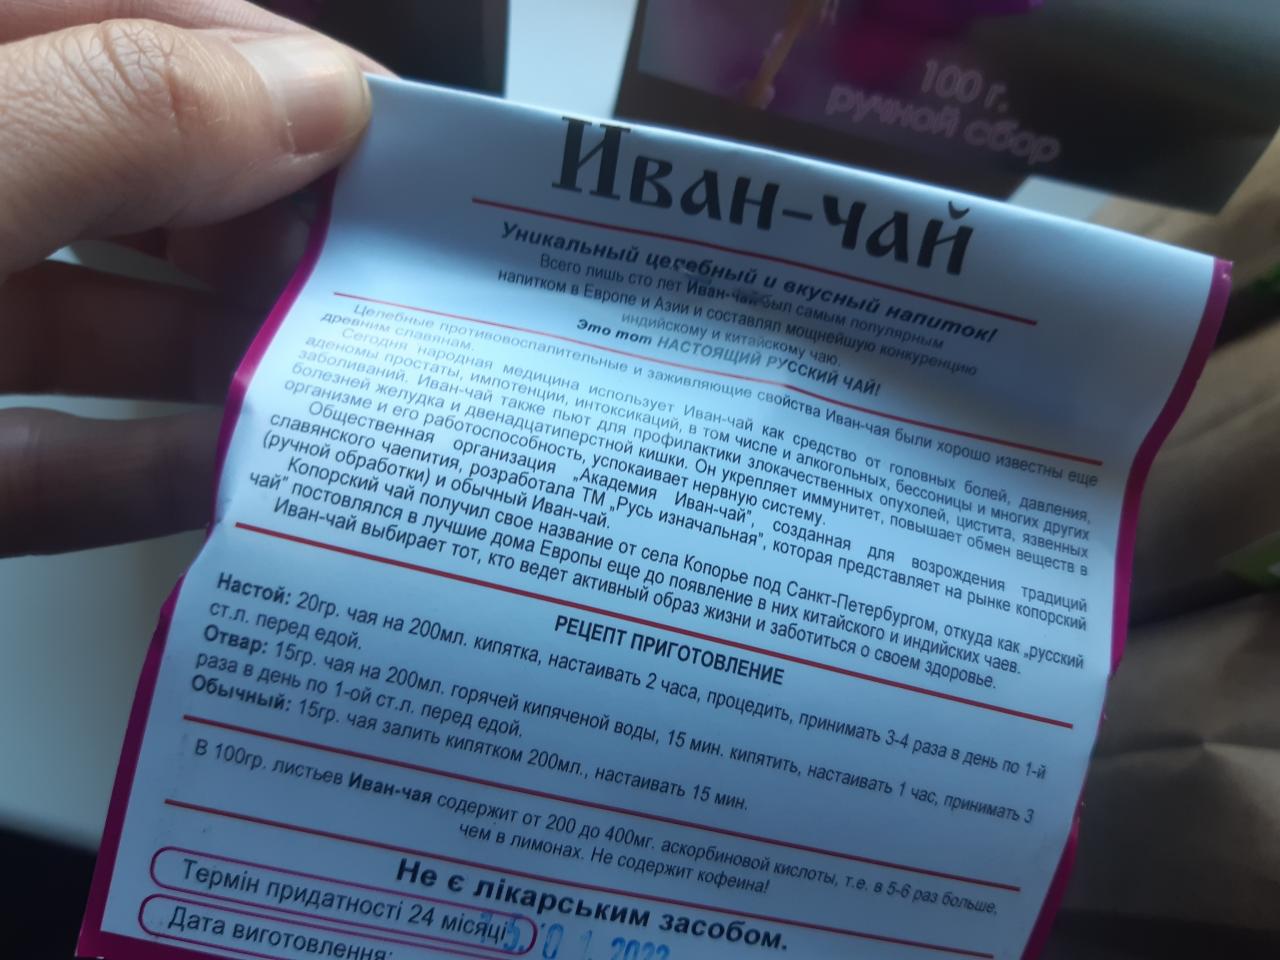 100 г.
ручной сбор
Иван-чай
Уникальный целебный и вкусный напиток!
Всего лишь сто лет Иван-чай был самым популярным
напитком в Европе и Азии и составлял мощнейшую конкуренцию
индийскому и китайскому чаю.
Это тот НАСТОЯЩИЙ РУССКИЙ ЧАЙ!
Целебные противовоспалительные и заживляющие свойства Иван-чая были хорошо известны еще
древним славянам.
Сегодня народная медицина использует Иван-чай как средство от головных болей, давления,
аденомы простаты, импотенции, интоксикаций, в том числе и алкогольных, бессоницы и многих других
заболиваний. Иван-чай также пьют для профилактики злокачественных опухолей, цистита, язвенных
болезней желудка и двенадцатиперстной кишки. Он укрепляет иммунитет, повышает обмен веществ в
организме и его работоспособность, успокаивает нервную систему.
Общественная организация „Академия Иван-чай", созданная для возрождения традиций
славянского чаепития, разработала ТМ „Русь изначальная", которая представляет на рынке копорский
(ручной обработки) и обычный Иван-чай.
Копорский чай получил свое название от села Копорье под Санкт-Петербургом, откуда как „русский
чай" постовлялся в лучшие дома Европы еще до появление в них китайского и индийских чаев.
Иван-чай выбирает тот, кто ведет активный образ жизни и заботиться о своем здоровье.
РЕЦЕПТ ПРИГОТОВЛЕНИЕ
Настой: 20гр. чая на 200мл. кипятка, настаивать 2 часа, процедить, принимать 3-4 раза в день по 1-й
ст.л. перед едой.
Отвар: 15гр. чая на 200мл. горячей кипяченой воды, 15 мин. кипятить, настаивать 1 час, принимать 3
раза в день по 1-ой ст.л. перед едой.
Обычный: 15гр. чая залить кипятком 200мл., настаивать 15 мин.
В 100гр. листьев Иван-чая содержит от 200 до 400мг. аскорбиновой кислоты, т.е. в 5-6 раз больше,
чем в лимонах. Не содержит кофеина!
Не є лікарським засобом.
Термін придатності 24 місяці
Дата виготовлення: 15.01.2022